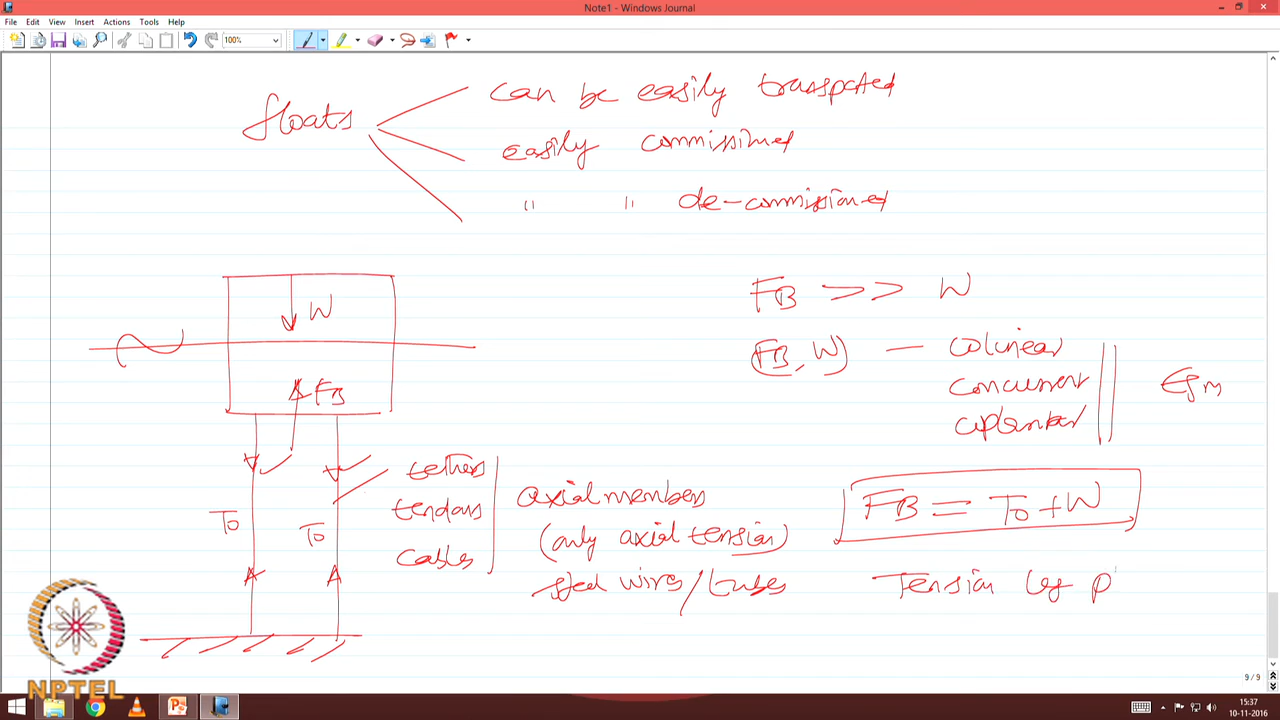 Note1 - Windows Journal
File Edit View Insert Actions Tools Help
100%
floats
can be easily transpoted
easily commissioned
" " de-commissioned
W
FB
To To
tethers
tendons
cables
axial members
(only axial tension)
steel wires/tubes
FB >> W
(FB, W) — colinear
concurrent
coplanar
Eqm
FB = To + W
Tension leg p
NPTEL
9 / 9
15:37
10-11-2016